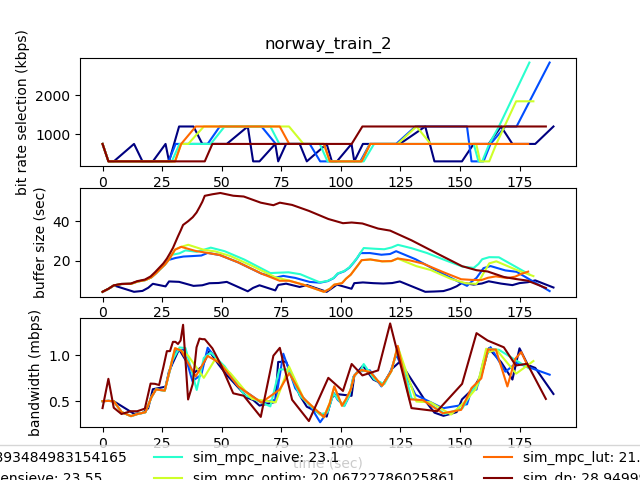 norway_train_2
bit rate selection (kbps)
2000
1000
0 25 50 75 100 125 150 175
buffer size (sec)
40
20
0 25 50 75 100 125 150 175
bandwidth (mbps)
1.0
0.5
0 25 50 75 100 125 150 175
time (sec)
393484983154165 sim_mpc_naive: 23.1 sim_mpc_lut: 21.
ensieve: 23.55 sim_mpc_optim: 20.06722786025861 sim_dp: 28.9499